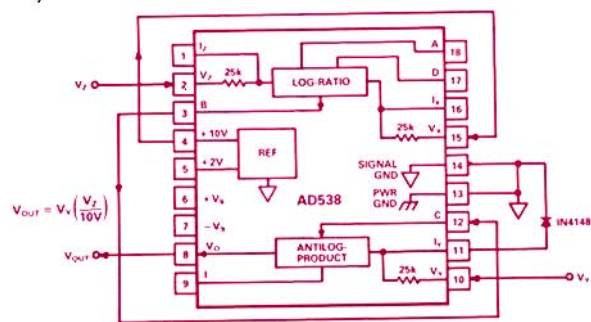 1 I_Z
A 18
V_Z 2 V_Z 25k LOG-RATIO
D 17
3 B
I_X 16
4 +10V REF
25k V_X 15
5 +2V
SIGNAL GND 14
6 +V_S AD538
PWR GND 13
V_OUT = V_Y (V_Z / 10V)
7 -V_S
C 12
IN4148
V_OUT 8 V_O ANTILOG-PRODUCT
I_Y 11
9 I
25k V_Y 10 V_Y